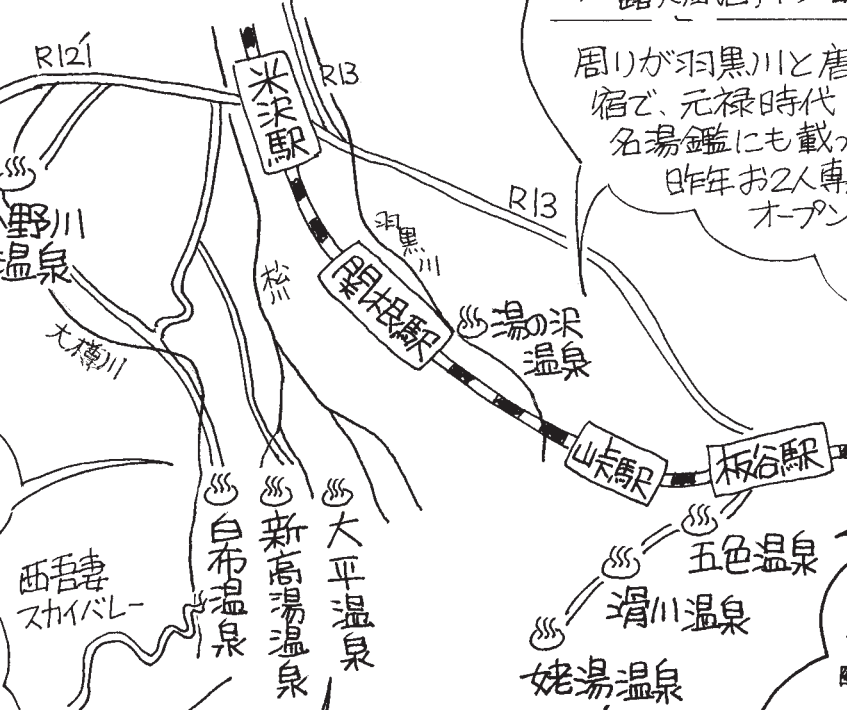 周りが羽黒川と
宿で、元禄時代
名湯鑑にも載っ
昨年お2人専
オープン
R121
R13
米沢駅
R13
小野川
温泉
羽黒川
松川
関根駅
大樽川
湯の沢
温泉
峠駅
板谷駅
五色温泉
滑川温泉
姥湯温泉
白布温泉
新高湯温泉
大平温泉
西吾妻
スカイバレー